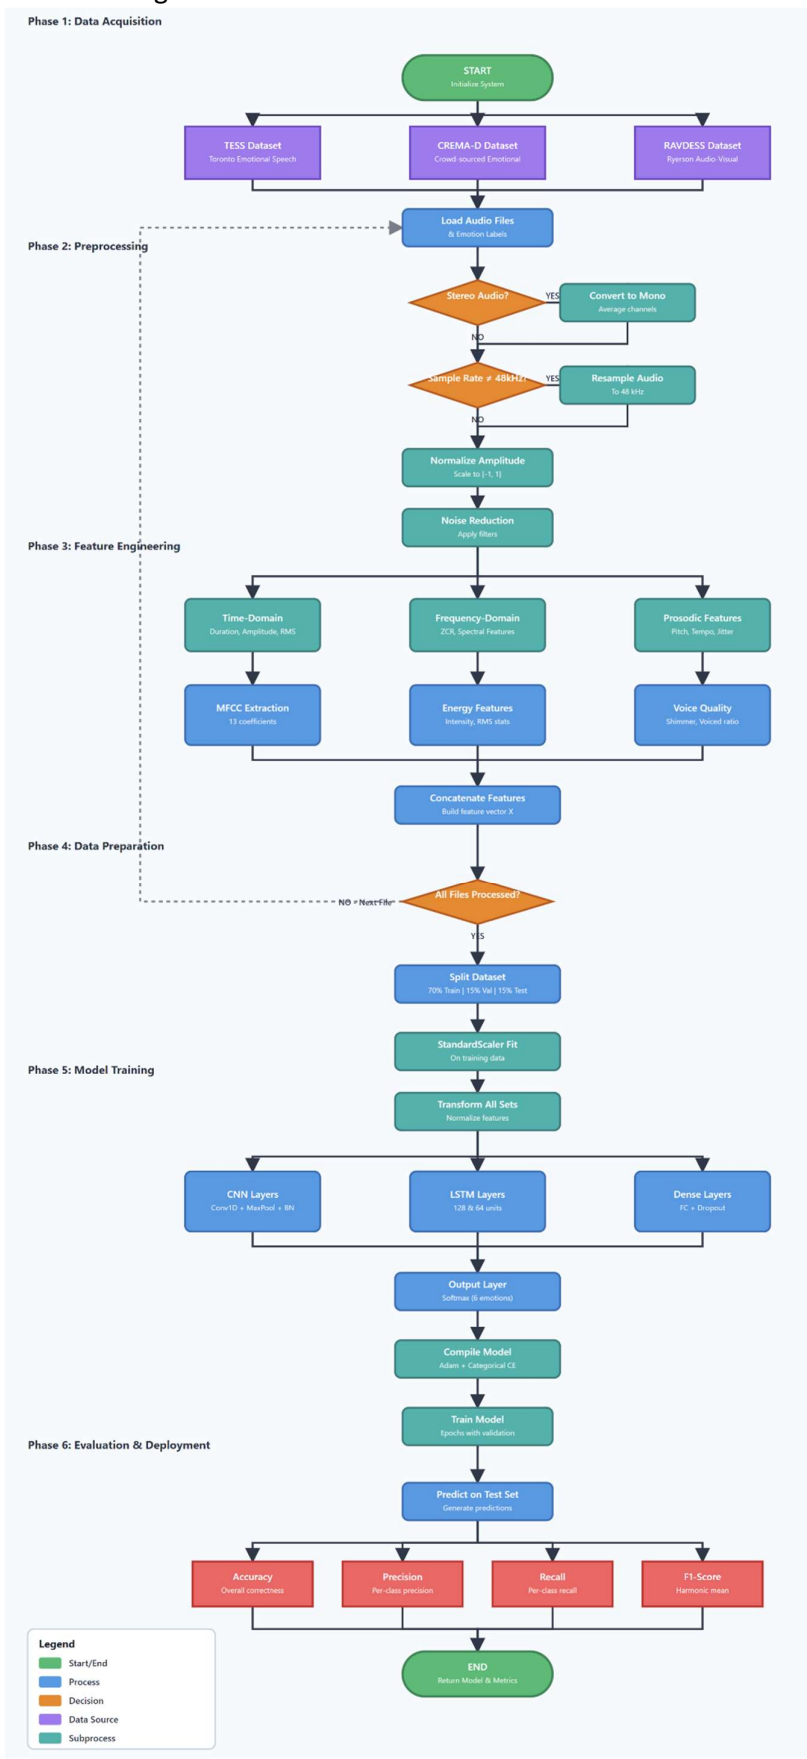 Phase 1: Data Acquisition
START
Initialize System
TESS Dataset
Toronto Emotional Speech
CREMA-D Dataset
Crowd-sourced Emotional
RAVDESS Dataset
Ryerson Audio-Visual
Load Audio Files
& Emotion Labels
Phase 2: Preprocessing
Stereo Audio?
YES
Convert to Mono
Average channels
NO
Sample Rate ≠ 48kHz?
YES
Resample Audio
To 48 kHz
NO
Normalize Amplitude
Scale to [-1, 1]
Noise Reduction
Apply filters
Phase 3: Feature Engineering
Time-Domain
Duration, Amplitude, RMS
Frequency-Domain
ZCR, Spectral Features
Prosodic Features
Pitch, Tempo, Jitter
MFCC Extraction
13 coefficients
Energy Features
Intensity, RMS stats
Voice Quality
Shimmer, Voiced ratio
Concatenate Features
Build feature vector X
Phase 4: Data Preparation
All Files Processed?
NO - Next File
YES
Split Dataset
70% Train | 15% Val | 15% Test
StandardScaler Fit
On training data
Phase 5: Model Training
Transform All Sets
Normalize features
CNN Layers
Conv1D + MaxPool + BN
LSTM Layers
128 & 64 units
Dense Layers
FC + Dropout
Output Layer
Softmax (6 emotions)
Compile Model
Adam + Categorical CE
Train Model
Epochs with validation
Phase 6: Evaluation & Deployment
Predict on Test Set
Generate predictions
Accuracy
Overall correctness
Precision
Per-class precision
Recall
Per-class recall
F1-Score
Harmonic mean
END
Return Model & Metrics
Legend
Start/End
Process
Decision
Data Source
Subprocess